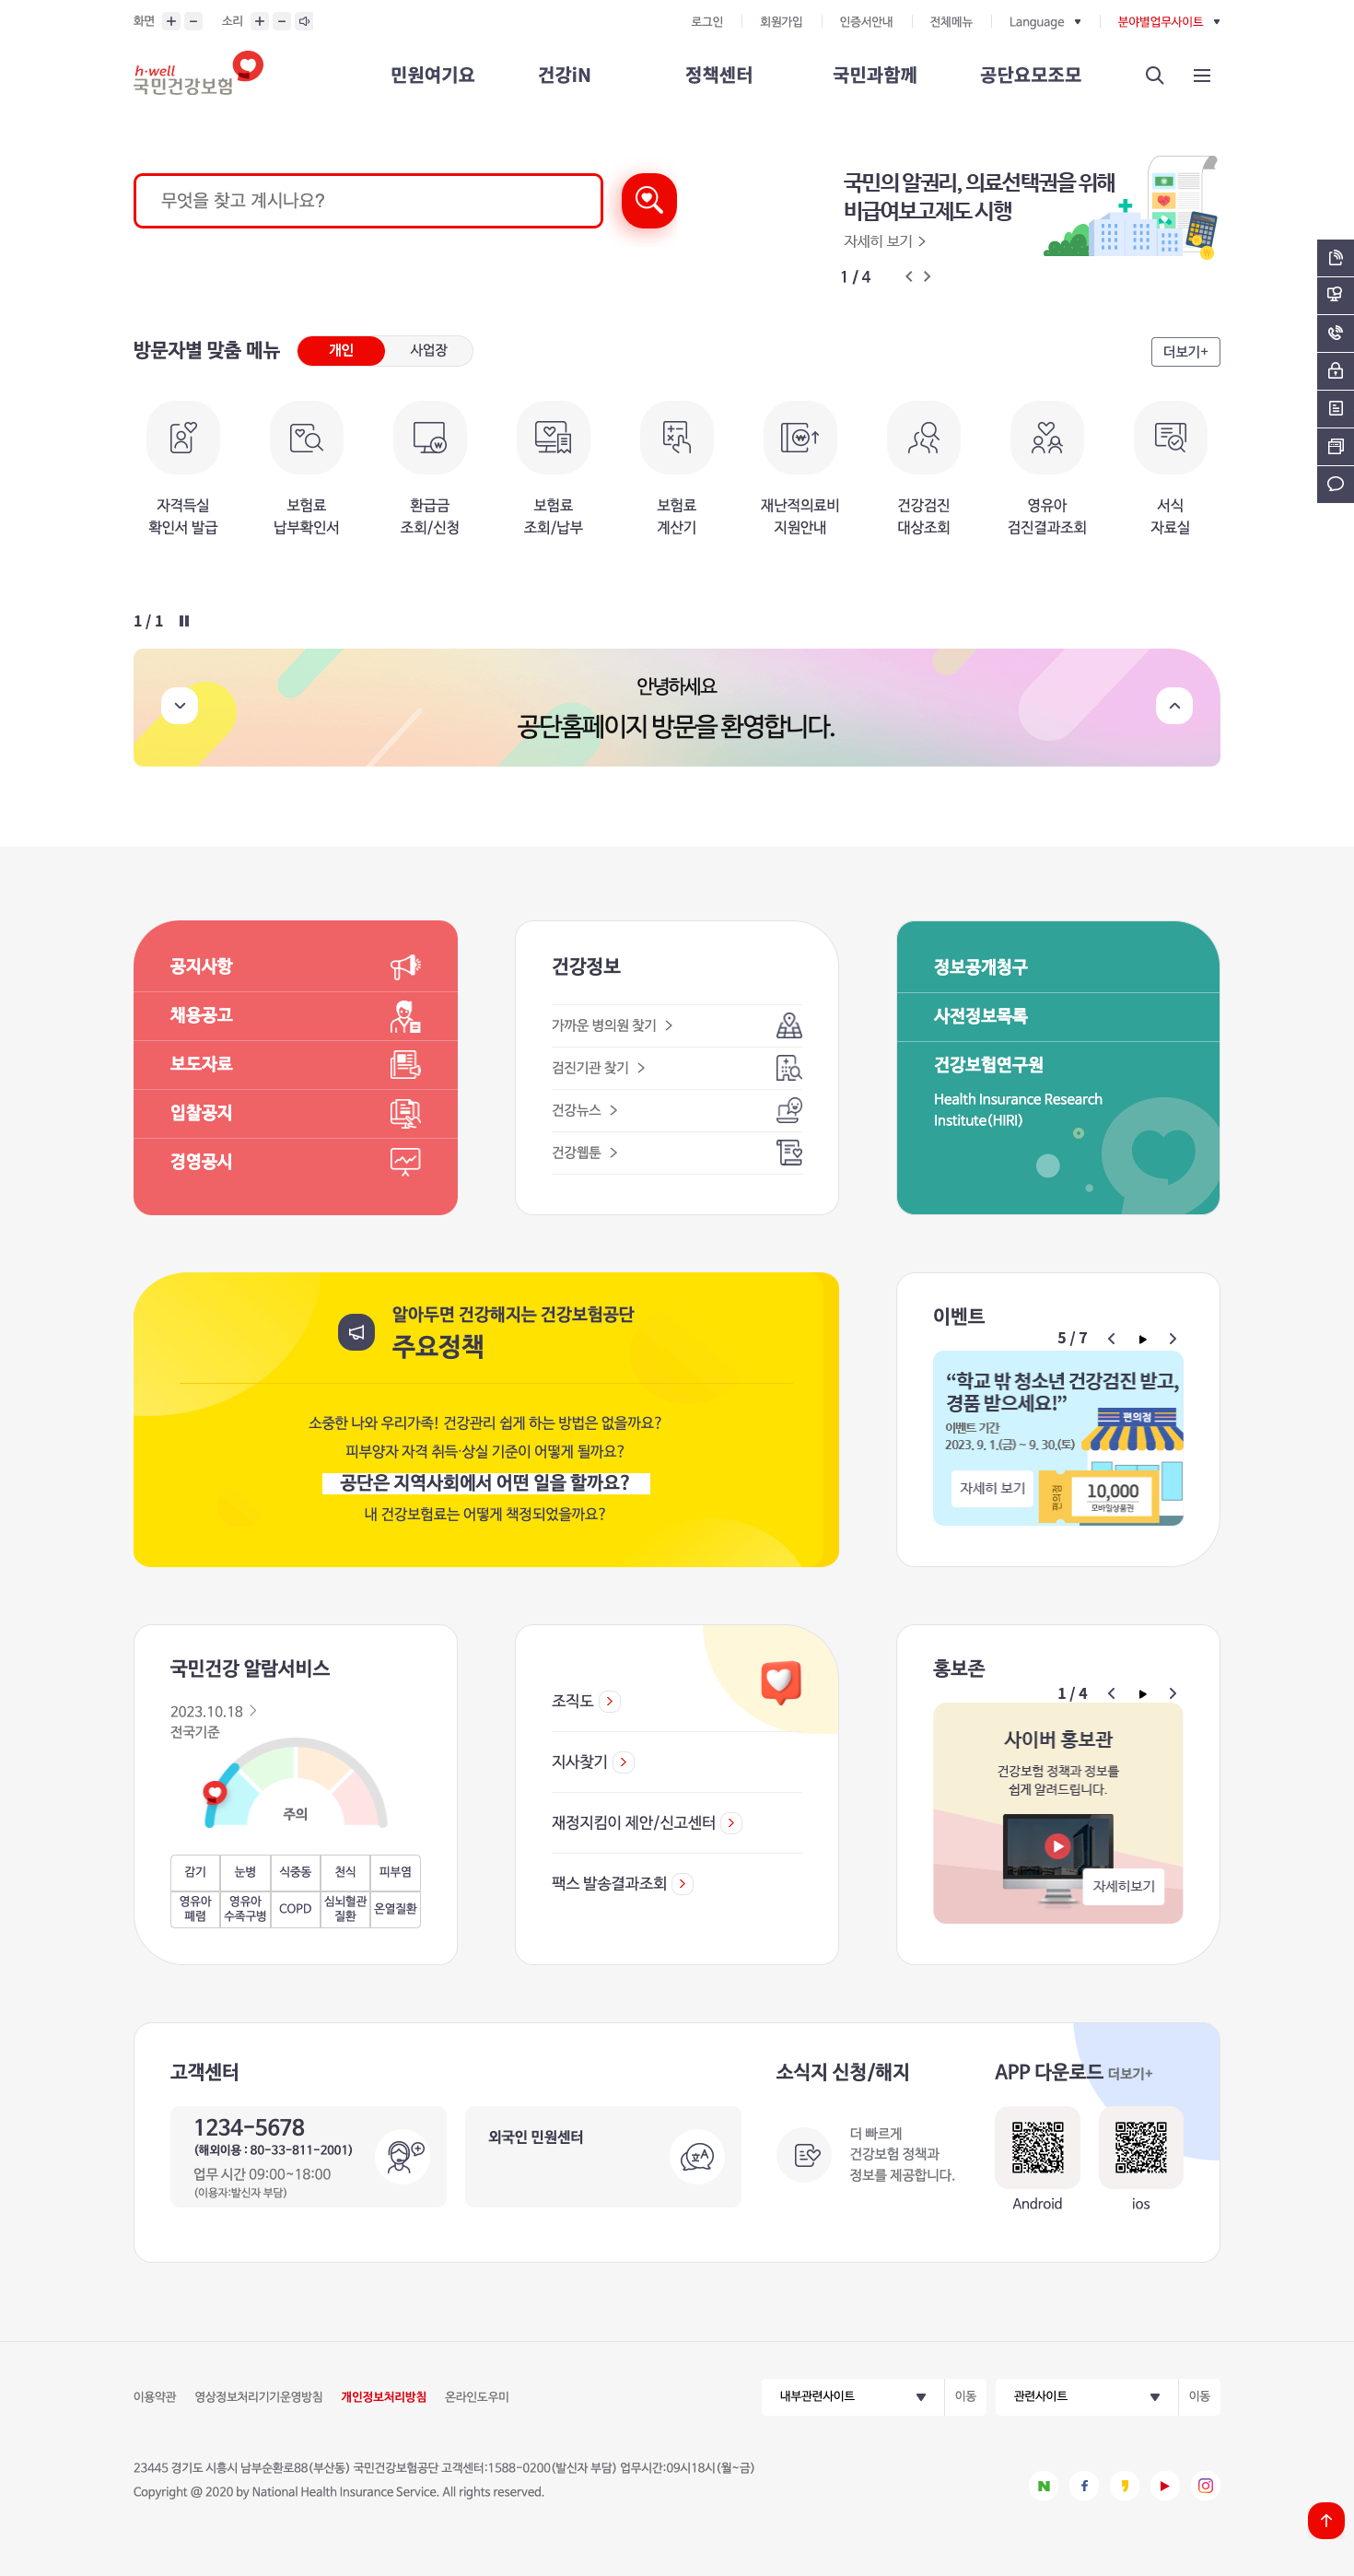 화면
소리
로그인
회원가입
인증서안내
전체메뉴
Language
분야별업무사이트
h-well
국민건강보험
민원여기요
건강iN
정책센터
국민과함께
공단요모조모
무엇을 찾고 계시나요?
국민의 알권리, 의료선택권을 위해
비급여보고제도 시행
자세히 보기
1 / 4
방문자별 맞춤 메뉴
개인
사업장
더보기+
자격득실
확인서 발급
보험료
납부확인서
환급금
조회/신청
보험료
조회/납부
보험료
계산기
재난적의료비
지원안내
건강검진
대상조회
영유아
검진결과조회
서식
자료실
1 / 1
안녕하세요
공단홈페이지 방문을 환영합니다.
공지사항
채용공고
보도자료
입찰공지
경영공시
건강정보
가까운 병의원 찾기
검진기관 찾기
건강뉴스
건강웹툰
정보공개청구
사전정보목록
건강보험연구원
Health Insurance Research
Institute(HIRI)
알아두면 건강해지는 건강보험공단
주요정책
소중한 나와 우리가족! 건강관리 쉽게 하는 방법은 없을까요?
피부양자 자격 취득·상실 기준이 어떻게 될까요?
공단은 지역사회에서 어떤 일을 할까요?
내 건강보험료는 어떻게 책정되었을까요?
이벤트
5 / 7
“학교 밖 청소년 건강검진 받고,
경품 받으세요!”
이벤트 기간
2023. 9. 1.(금) ~ 9. 30.(토)
편의점
자세히 보기
편의점
10,000
모바일상품권
국민건강 알람서비스
2023.10.18
전국기준
주의
감기
눈병
식중동
천식
피부염
영유아
폐렴
영유아
수족구병
COPD
심뇌혈관
질환
온열질환
조직도
지사찾기
재정지킴이 제안/신고센터
팩스 발송결과조회
홍보존
1 / 4
사이버 홍보관
건강보험 정책과 정보를
쉽게 알려드립니다.
자세히보기
고객센터
1234-5678
(해외이용 : 80-33-811-2001)
업무 시간 09:00~18:00
(이용자:발신자 부담)
외국인 민원센터
소식지 신청/해지
더 빠르게
건강보험 정책과
정보를 제공합니다.
APP 다운로드 더보기+
Android
ios
이용약관
영상정보처리기기운영방침
개인정보처리방침
온라인도우미
내부관련사이트
이동
관련사이트
이동
23445 경기도 시흥시 남부순환로88(부산동) 국민건강보험공단 고객센터:1588-0200(발신자 부담) 업무시간:09시18시(월~금)
Copyright @ 2020 by National Health Insurance Service. All rights reserved.